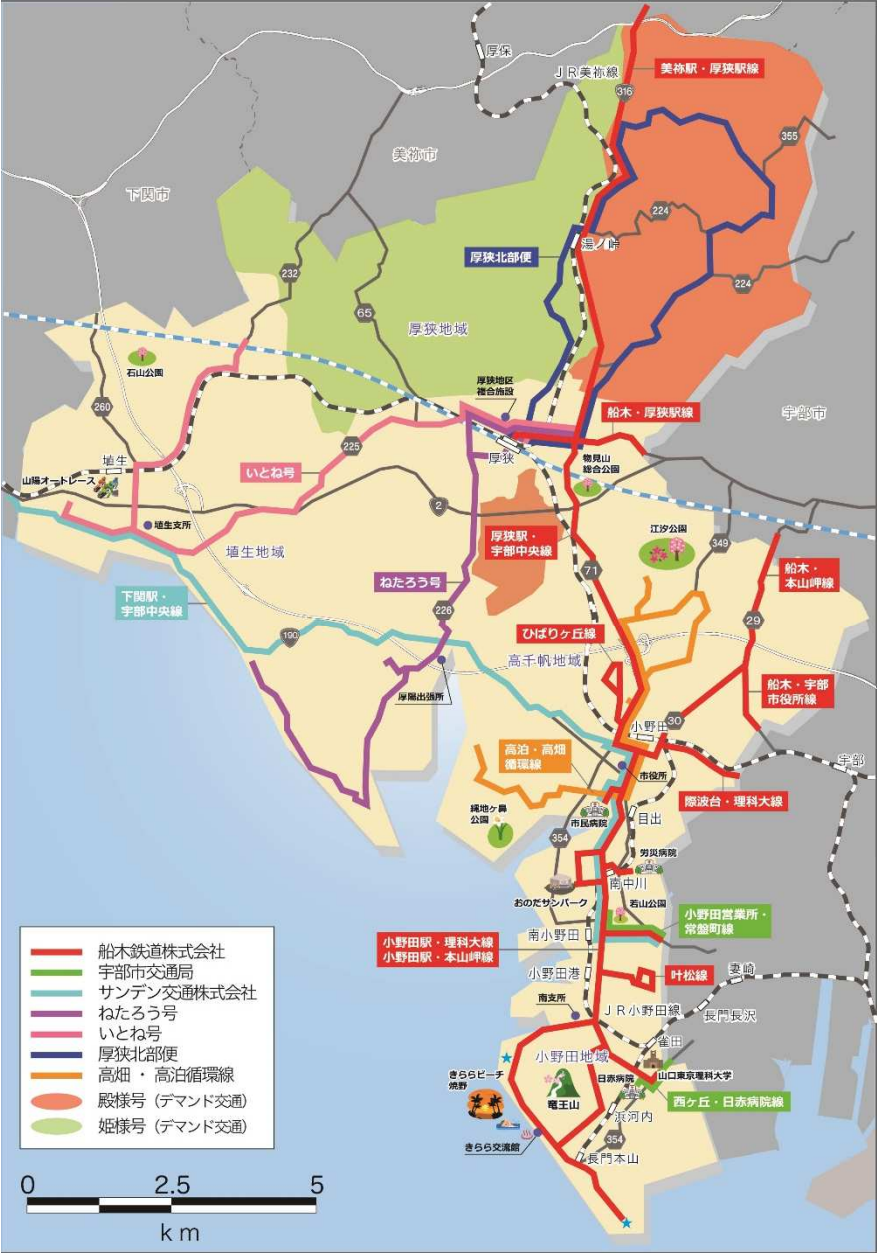 厚保
JR美祢線
美祢駅・厚狭駅線
316
355
美祢市
下関市
224
湯ノ峠
厚狭北部便
232
224
65
厚狭地域
石山公園
厚狭地区
複合施設
船木・厚狭駅線
宇部市
260
225
埴生
厚狭
物見山
総合公園
いとね号
山陽オートレース
2
埴生支所
江汐公園
厚狭駅・
宇部中央線
349
埴生地域
船木・
本山岬線
ねたろう号
71
下関駅・
宇部中央線
226
29
ひばりヶ丘線
190
高千帆地域
船木・宇部
市役所線
厚陽出張所
30
小野田
高泊・高畑
循環線
宇部
市役所
際波台・理科大線
縄地ヶ鼻
公園
市民病院
目出
354
労災病院
南中川
おのだサンパーク
若山公園
小野田営業所・
常盤町線
南小野田
小野田駅・理科大線
小野田駅・本山岬線
小野田港
叶松線
妻崎
南支所
JR小野田線
長門長沢
雀田
小野田地域
きららビーチ
焼野
日赤病院
山口東京理科大学
竜王山
西ヶ丘・日赤病院線
浜河内
きらら交流館
354
長門本山
船木鉄道株式会社
宇部市交通局
サンデン交通株式会社
ねたろう号
いとね号
厚狭北部便
高畑 ・ 高泊循環線
殿様号(デマンド交通)
姫様号(デマンド交通)
0 2.5 5
km